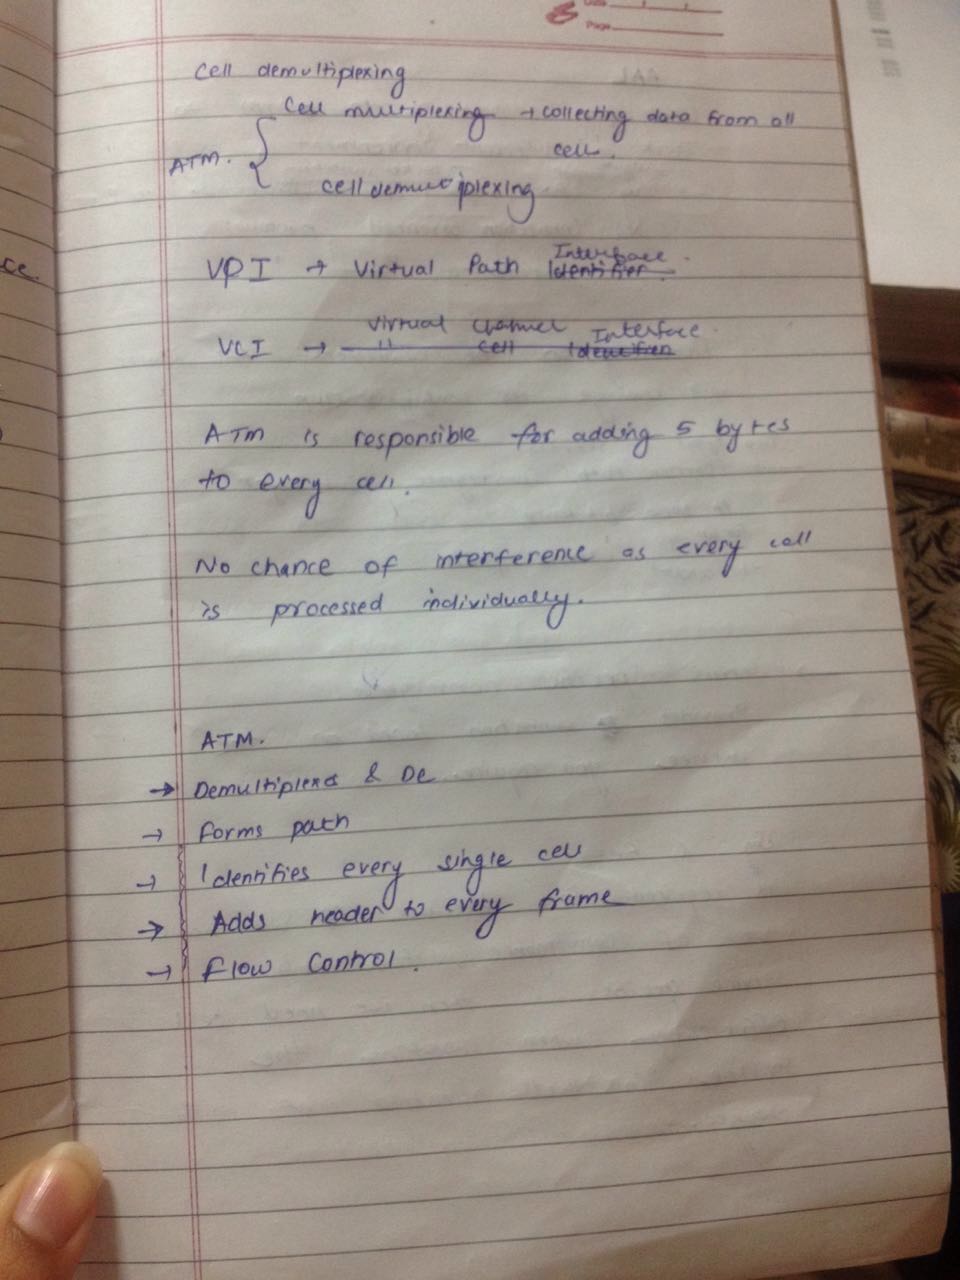 Date
Page
Cell demultiplexing
Cell multiplexing → collecting data from all
cell.
ATM.
cell demultiplexing
Interface.
VPI → Virtual Path Identifier.
Virtual Channel Interface.
VCI → " cell Identifier
ATM is responsible for adding 5 bytes
to every cell.
No chance of interference as every cell
is processed individually.
ATM.
→ Demultiplexes & De
→ forms path
→ Identifies every single cell
→ Adds header to every frame
→ Flow Control.